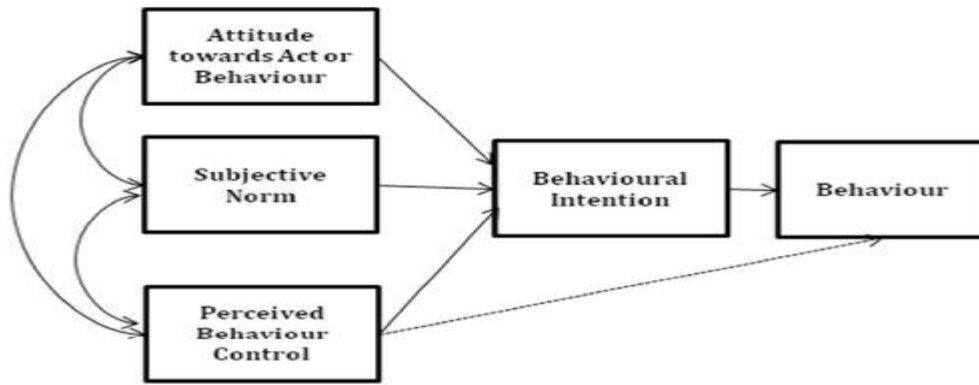 Attitude
towards Act or
Behaviour
Subjective
Norm
Perceived
Behaviour
Control
Behavioural
Intention
Behaviour